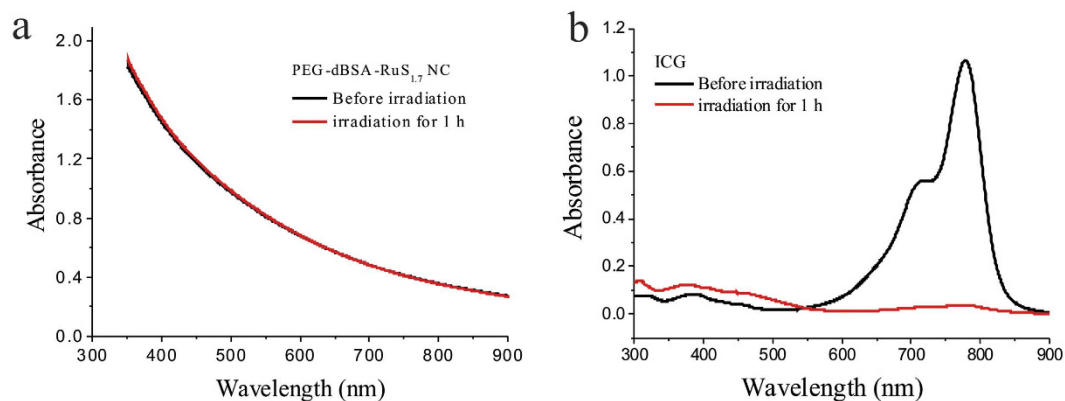 a
2.0
1.6
1.2
0.8
0.4
0.0
Absorbance
PEG-dBSA-RuS1.7 NC
Before irradiation
irradiation for 1 h
300 400 500 600 700 800 900
Wavelength (nm)
b
1.2
1.0
0.8
0.6
0.4
0.2
0.0
Absorbance
ICG
Before irradiation
irradiation for 1 h
300 400 500 600 700 800 900
Wavelength (nm)